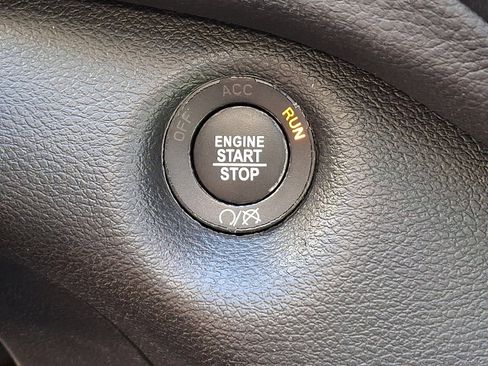 OFF
ACC
RUN
ENGINE
START
STOP